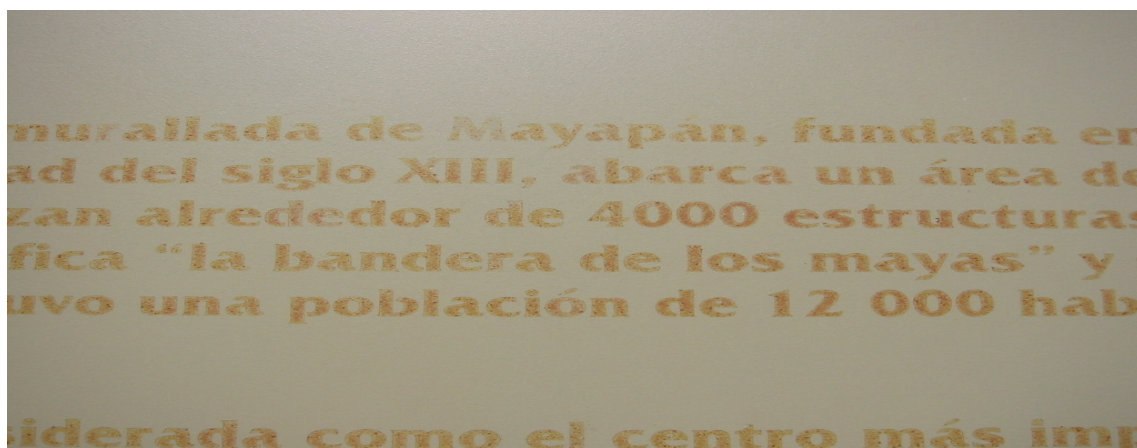 murallada de Mayapán, fundada en
ad del siglo XIII, abarca un área de
zan alrededor de 4000 estructuras
fica “la bandera de los mayas” y
uvo una población de 12 000 hab
siderada como el centro más imp